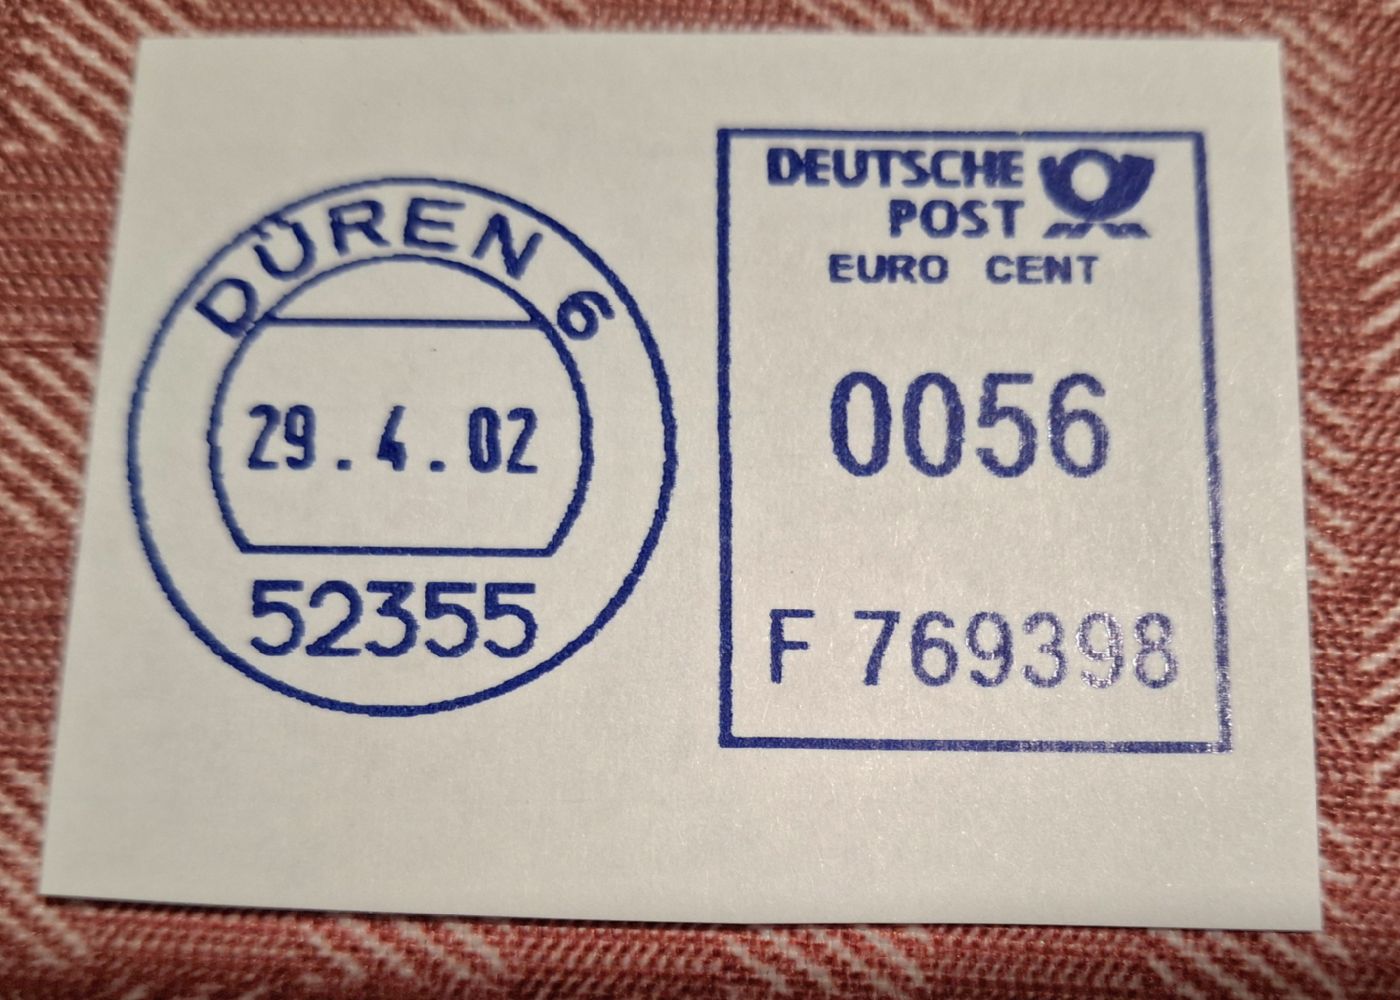 DÜREN 6
29.4.02
52355
DEUTSCHE
POST
EURO CENT
0056
F 769398